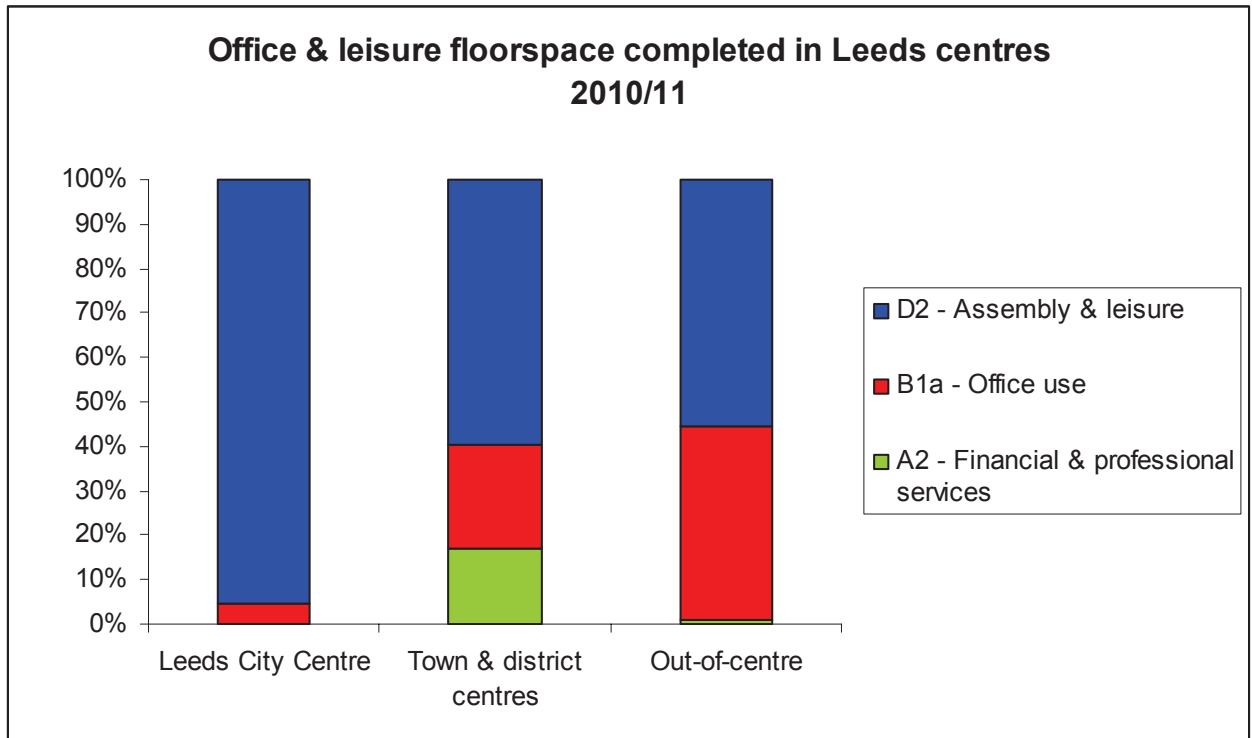 Office & leisure floorspace completed in Leeds centres
2010/11
100%
90%
80%
70%
60%
50%
40%
30%
20%
10%
0%
Leeds City Centre
Town & district
centres
Out-of-centre
D2 - Assembly & leisure
B1a - Office use
A2 - Financial & professional
services